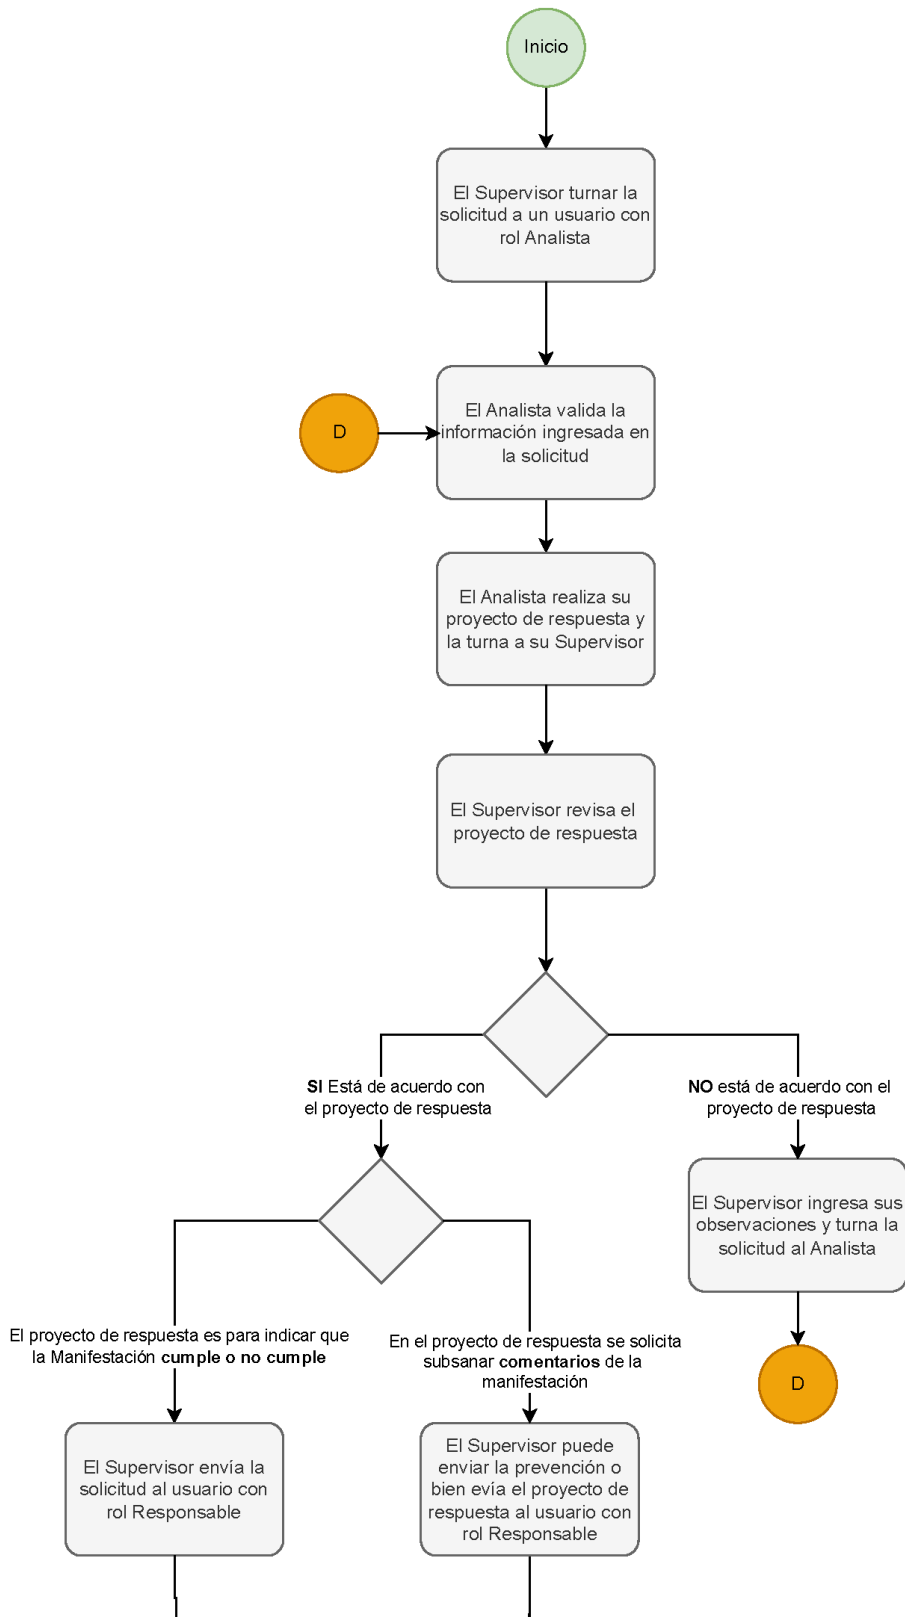 Inicio
El Supervisor turnar la
solicitud a un usuario con
rol Analista
D
El Analista valida la
información ingresada en
la solicitud
El Analista realiza su
proyecto de respuesta y
la turna a su Supervisor
El Supervisor revisa el
proyecto de respuesta
SI Está de acuerdo con
el proyecto de respuesta
NO está de acuerdo con el
proyecto de respuesta
El Supervisor ingresa sus
observaciones y turna la
solicitud al Analista
El proyecto de respuesta es para indicar que
la Manifestación cumple o no cumple
En el proyecto de respuesta se solicita
subsanar comentarios de la
manifestación
D
El Supervisor envía la
solicitud al usuario con
rol Responsable
El Supervisor puede
enviar la prevención o
bien evía el proyecto de
respuesta al usuario con
rol Responsable